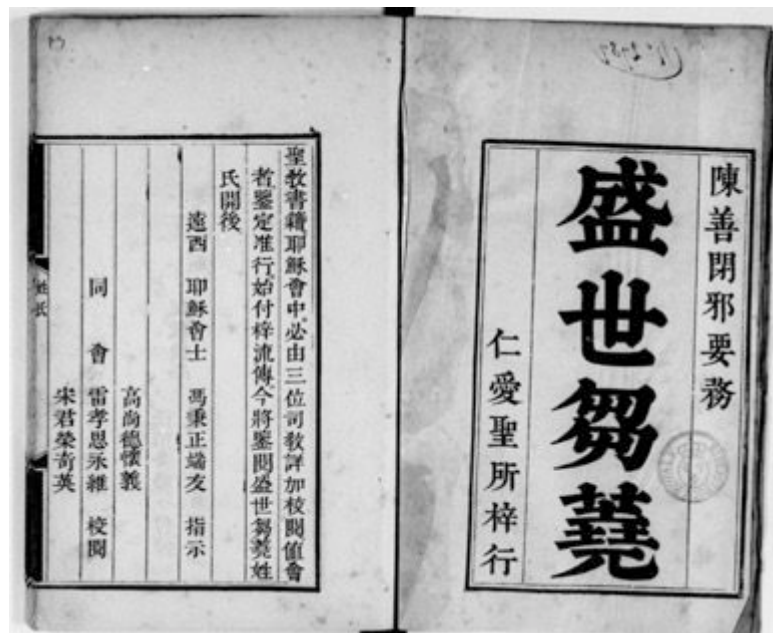 陳善閉邪要務
盛世芻蕘
仁愛聖所梓行
聖教書籍耶穌會中必由三位司教詳加校閱值會
者鑒定准行始付梓流傳今將鑒閱盛世芻蕘姓
氏開後
遠西 耶穌會士 馮秉正端友 指示
高尚德懷義
同 會 雷孝思永維 校閱
宋君榮奇英
姓氏